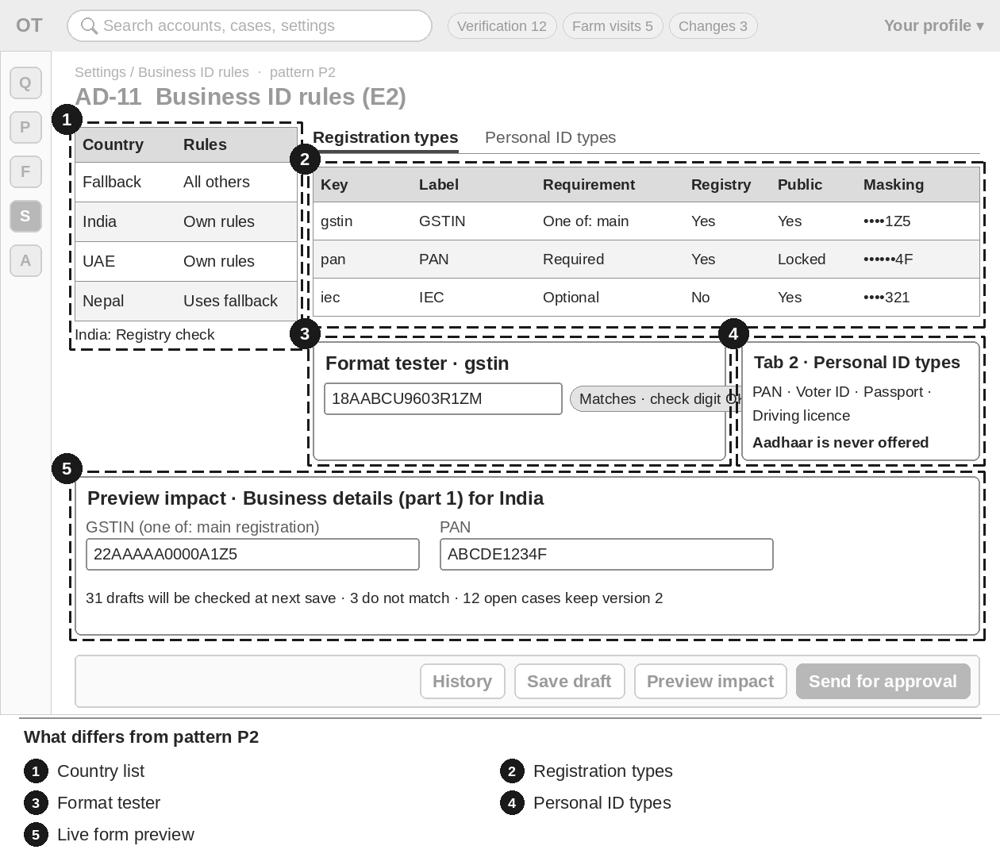 OT
Search accounts, cases, settings
Verification 12
Farm visits 5
Changes 3
Your profile ▾
Q
P
F
S
A
Settings / Business ID rules · pattern P2
AD-11 Business ID rules (E2)
1
Country Rules
Fallback All others
India Own rules
UAE Own rules
Nepal Uses fallback
India: Registry check
Registration types Personal ID types
2
Key Label Requirement Registry Public Masking
gstin GSTIN One of: main Yes Yes ••••1Z5
pan PAN Required Yes Locked ••••••4F
iec IEC Optional No Yes ••••321
3
Format tester · gstin
18AABCU9603R1ZM
Matches · check digit OK
4
Tab 2 · Personal ID types
PAN · Voter ID · Passport ·
Driving licence
Aadhaar is never offered
5
Preview impact · Business details (part 1) for India
GSTIN (one of: main registration) PAN
22AAAAA0000A1Z5 ABCDE1234F
31 drafts will be checked at next save · 3 do not match · 12 open cases keep version 2
History Save draft Preview impact Send for approval
What differs from pattern P2
1 Country list
2 Registration types
3 Format tester
4 Personal ID types
5 Live form preview